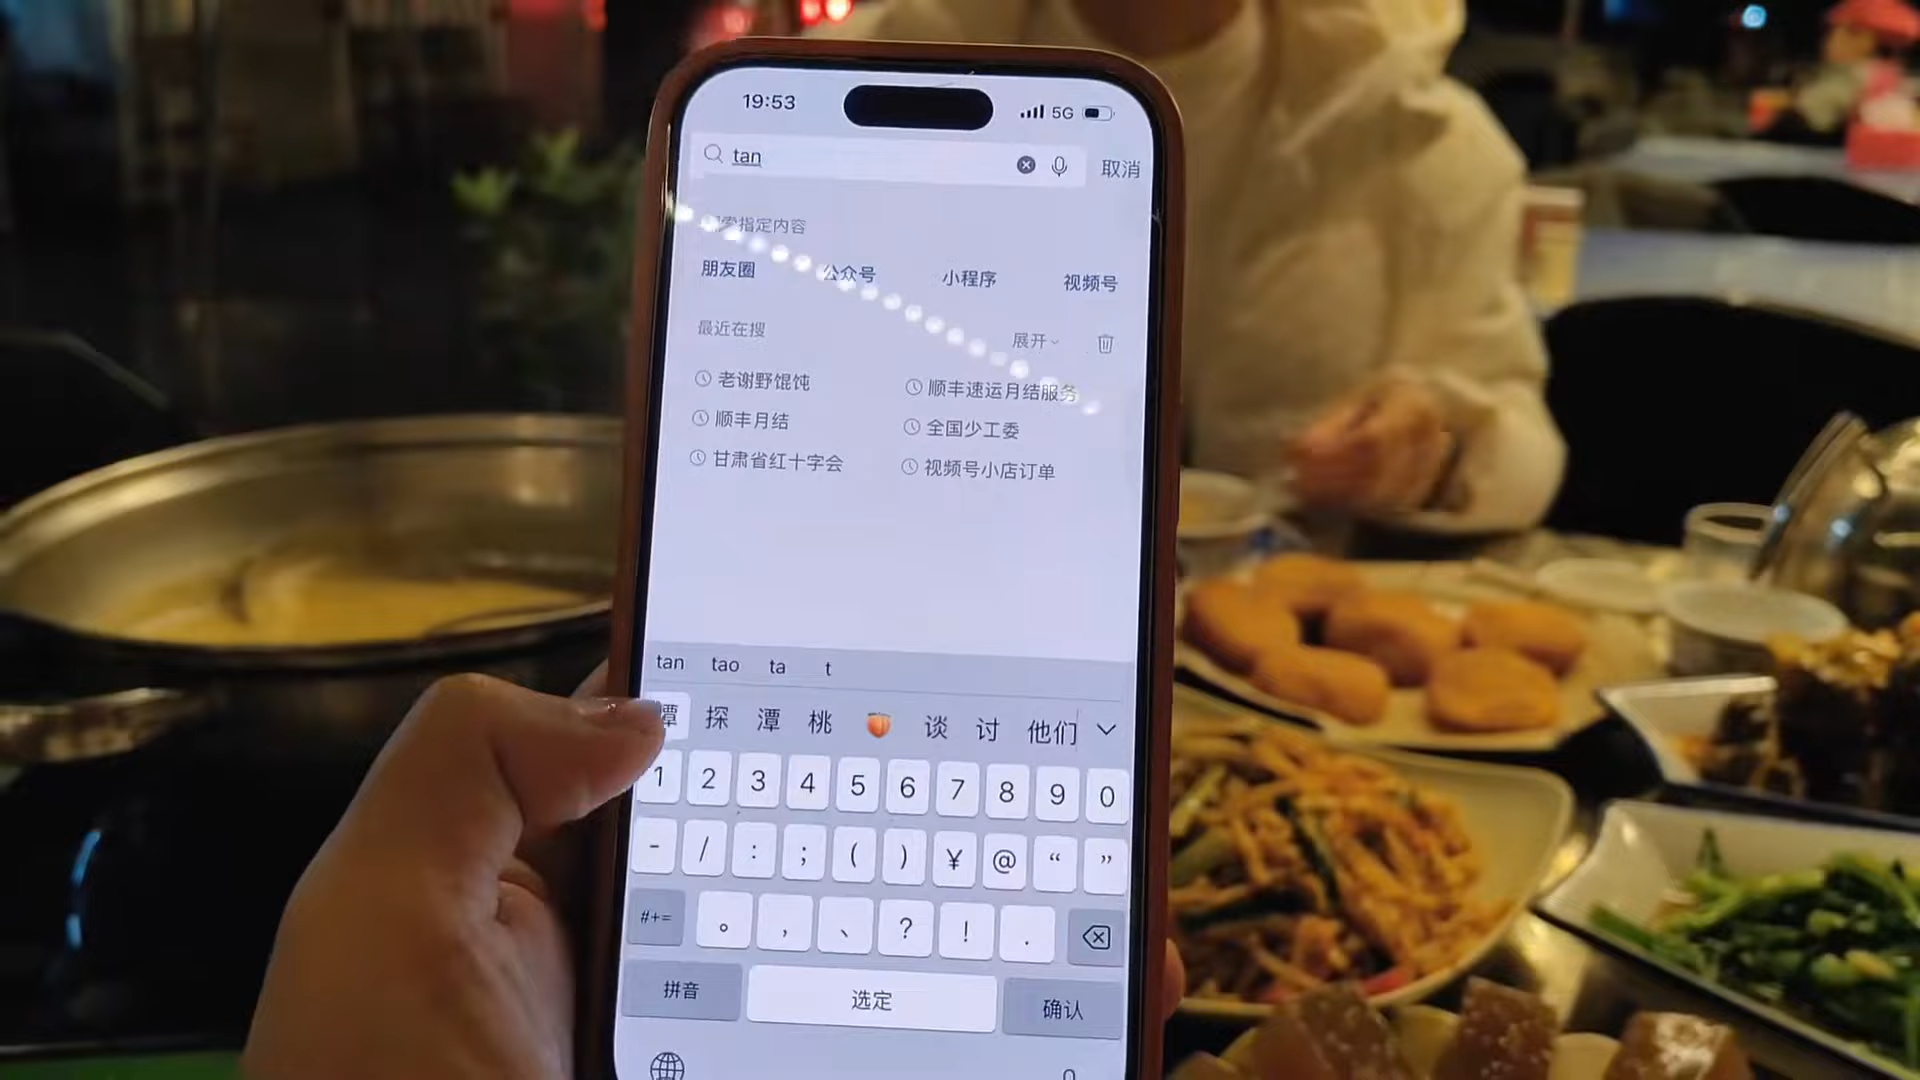 19:53 5G
tan 取消
索指定内容
朋友圈 公众号 小程序 视频号
最近在搜 展开
老谢野馄饨 顺丰速运月结服务
顺丰月结 全国少工委
甘肃省红十字会 视频号小店订单
tan tao ta t
探 潭 桃 🍑 谈 讨 他们
1 2 3 4 5 6 7 8 9 0
- / : ; ( ) ¥ @ “ ”
#+= 。 , 、 ? ! .
拼音 选定 确认